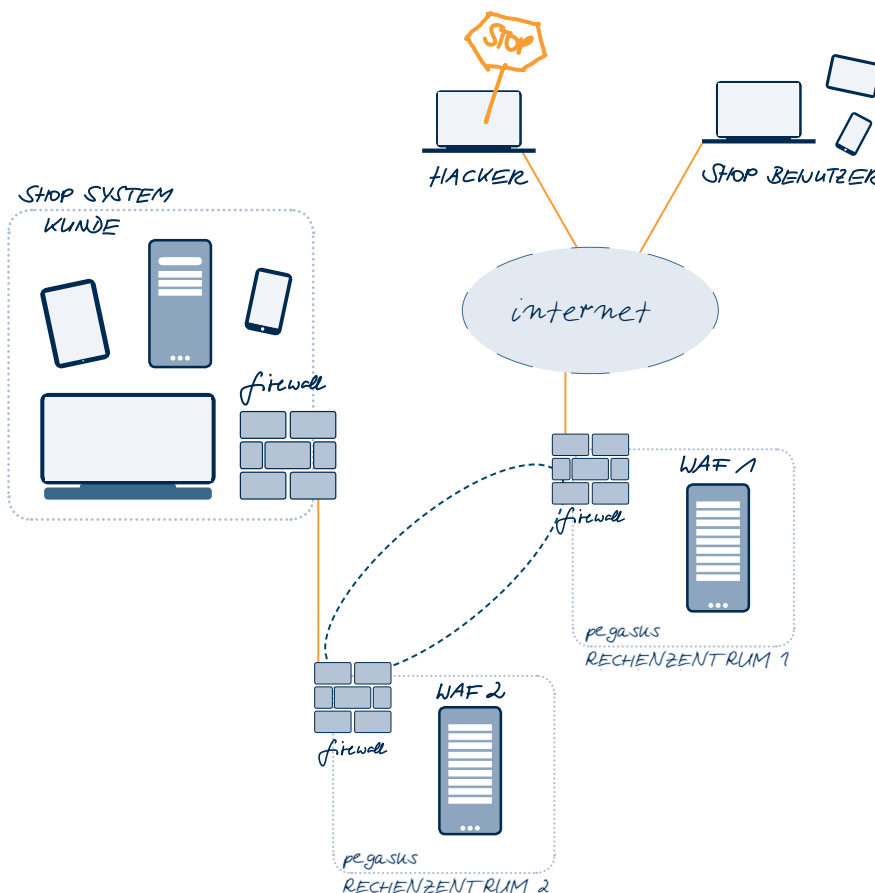 STOP
HACKER
SHOP BENUTZER
SHOP SYSTEM
KUNDE
internet
firewall
WAF 1
firewall
pegasus
RECHENZENTRUM 1
WAF 2
firewall
pegasus
RECHENZENTRUM 2